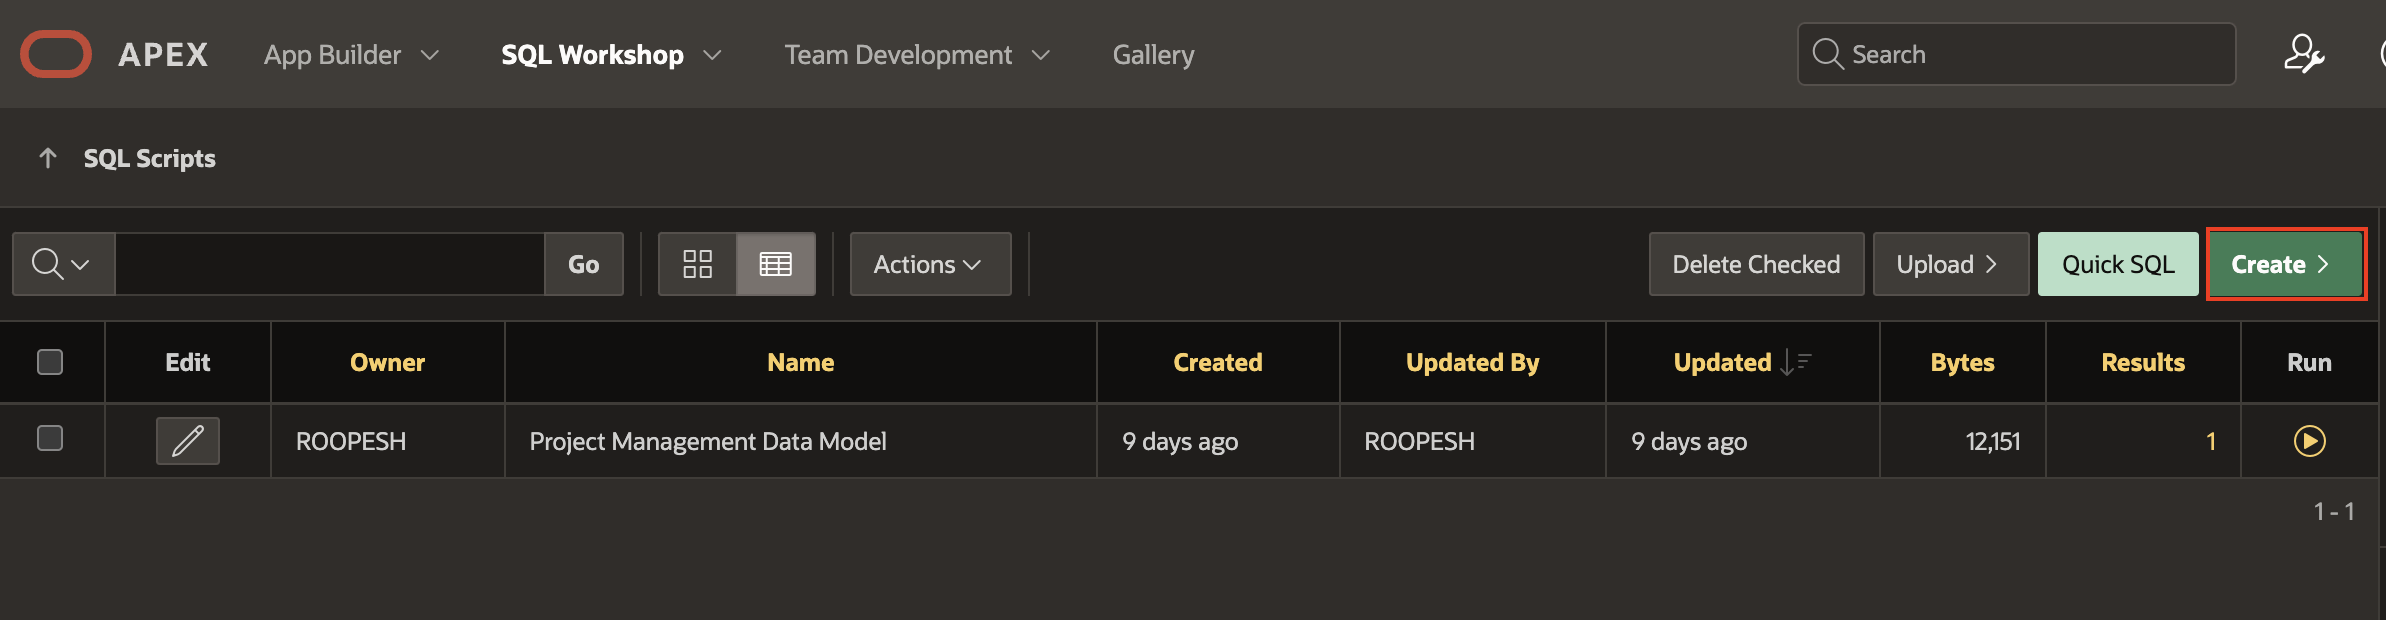 APEX App Builder SQL Workshop Team Development Gallery Search
SQL Scripts
Go Actions Delete Checked Upload Quick SQL Create
Edit Owner Name Created Updated By Updated Bytes Results Run
ROOPESH Project Management Data Model 9 days ago ROOPESH 9 days ago 12,151 1
1 - 1